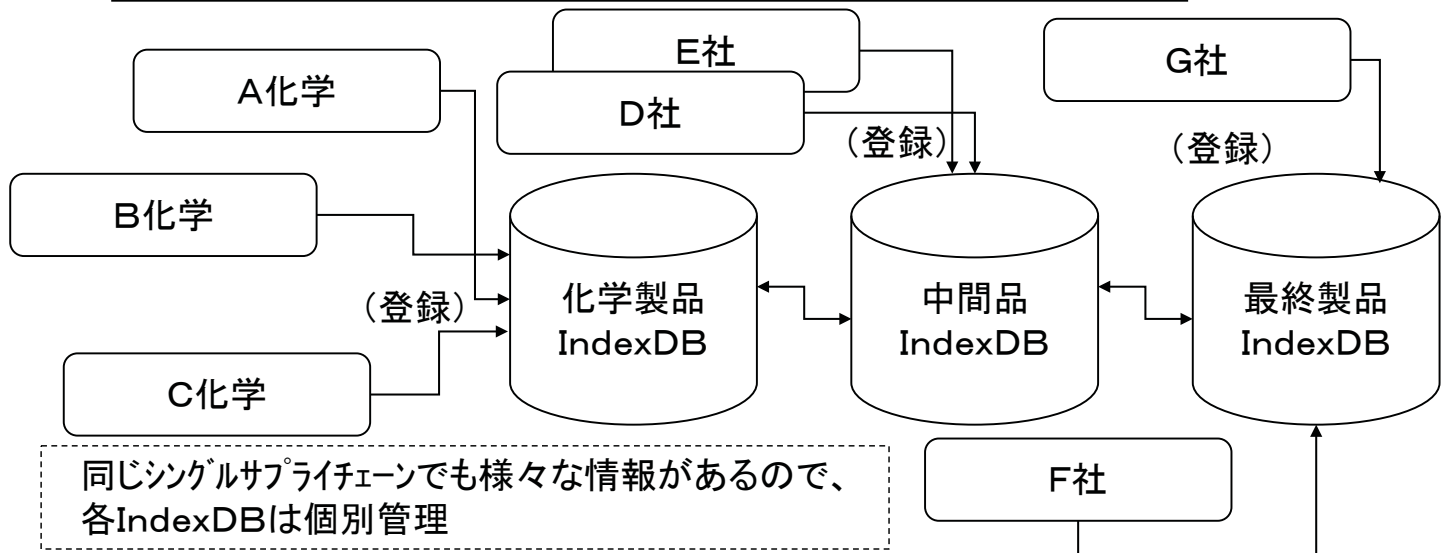 E社
G社
A化学
D社
(登録)
(登録)
B化学
(登録)
化学製品
IndexDB
中間品
IndexDB
最終製品
IndexDB
C化学
同じシングルサプライチェーンでも様々な情報があるので、
各IndexDBは個別管理
F社